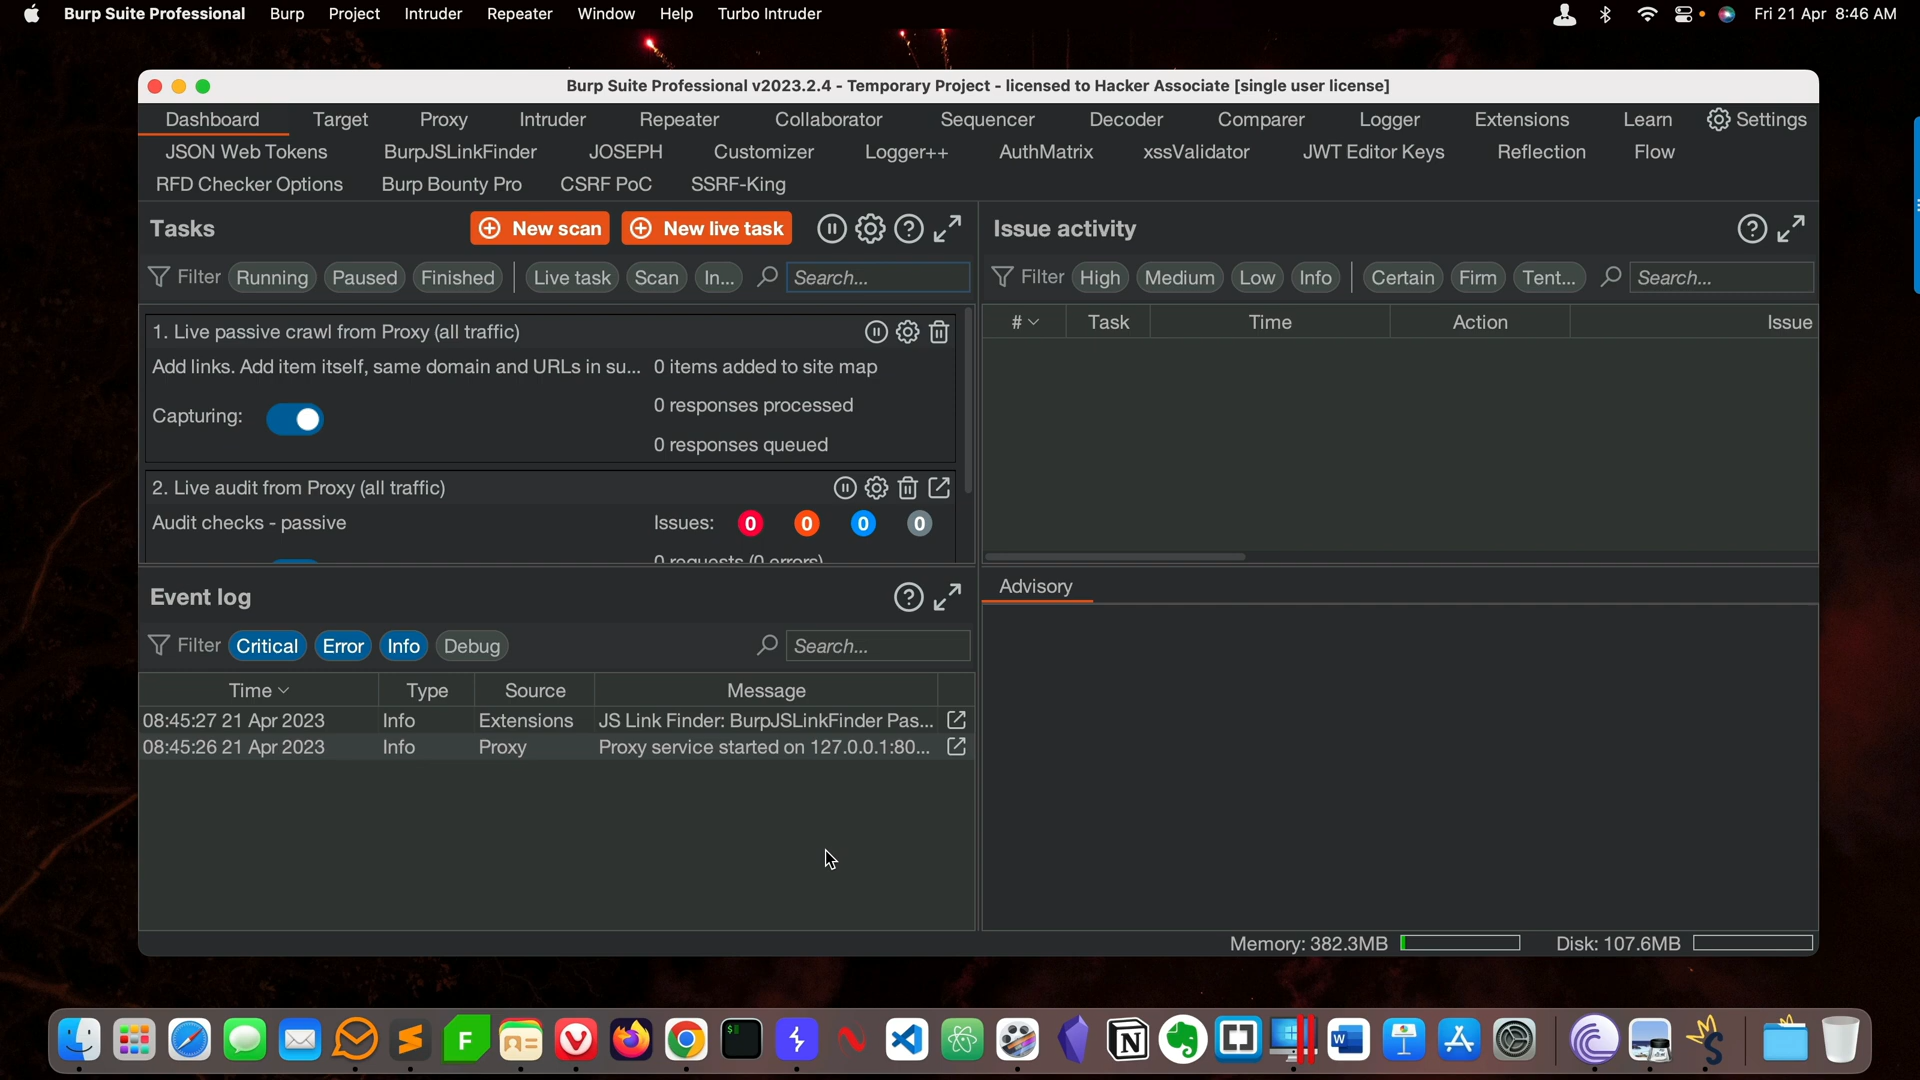 Burp Suite Professional Burp Project Intruder Repeater Window Help Turbo Intruder Fri 21 Apr 8:46 AM
Burp Suite Professional v2023.2.4 - Temporary Project - licensed to Hacker Associate [single user license]
Dashboard Target Proxy Intruder Repeater Collaborator Sequencer Decoder Comparer Logger Extensions Learn Settings
JSON Web Tokens BurpJSLinkFinder JOSEPH Customizer Logger++ AuthMatrix xssValidator JWT Editor Keys Reflection Flow
RFD Checker Options Burp Bounty Pro CSRF PoC SSRF-King
Tasks New scan New live task
Filter Running Paused Finished Live task Scan In... Search...
1. Live passive crawl from Proxy (all traffic)
Add links. Add item itself, same domain and URLs in su... 0 items added to site map
0 responses processed
Capturing:
0 responses queued
2. Live audit from Proxy (all traffic)
Audit checks - passive Issues: 0 0 0 0
0 requests (0 errors)
Issue activity
Filter High Medium Low Info Certain Firm Tent... Search...
# Task Time Action Issue
Event log
Filter Critical Error Info Debug Search...
Time Type Source Message
08:45:27 21 Apr 2023 Info Extensions JS Link Finder: BurpJSLinkFinder Pas...
08:45:26 21 Apr 2023 Info Proxy Proxy service started on 127.0.0.1:80...
Advisory
Memory: 382.3MB Disk: 107.6MB